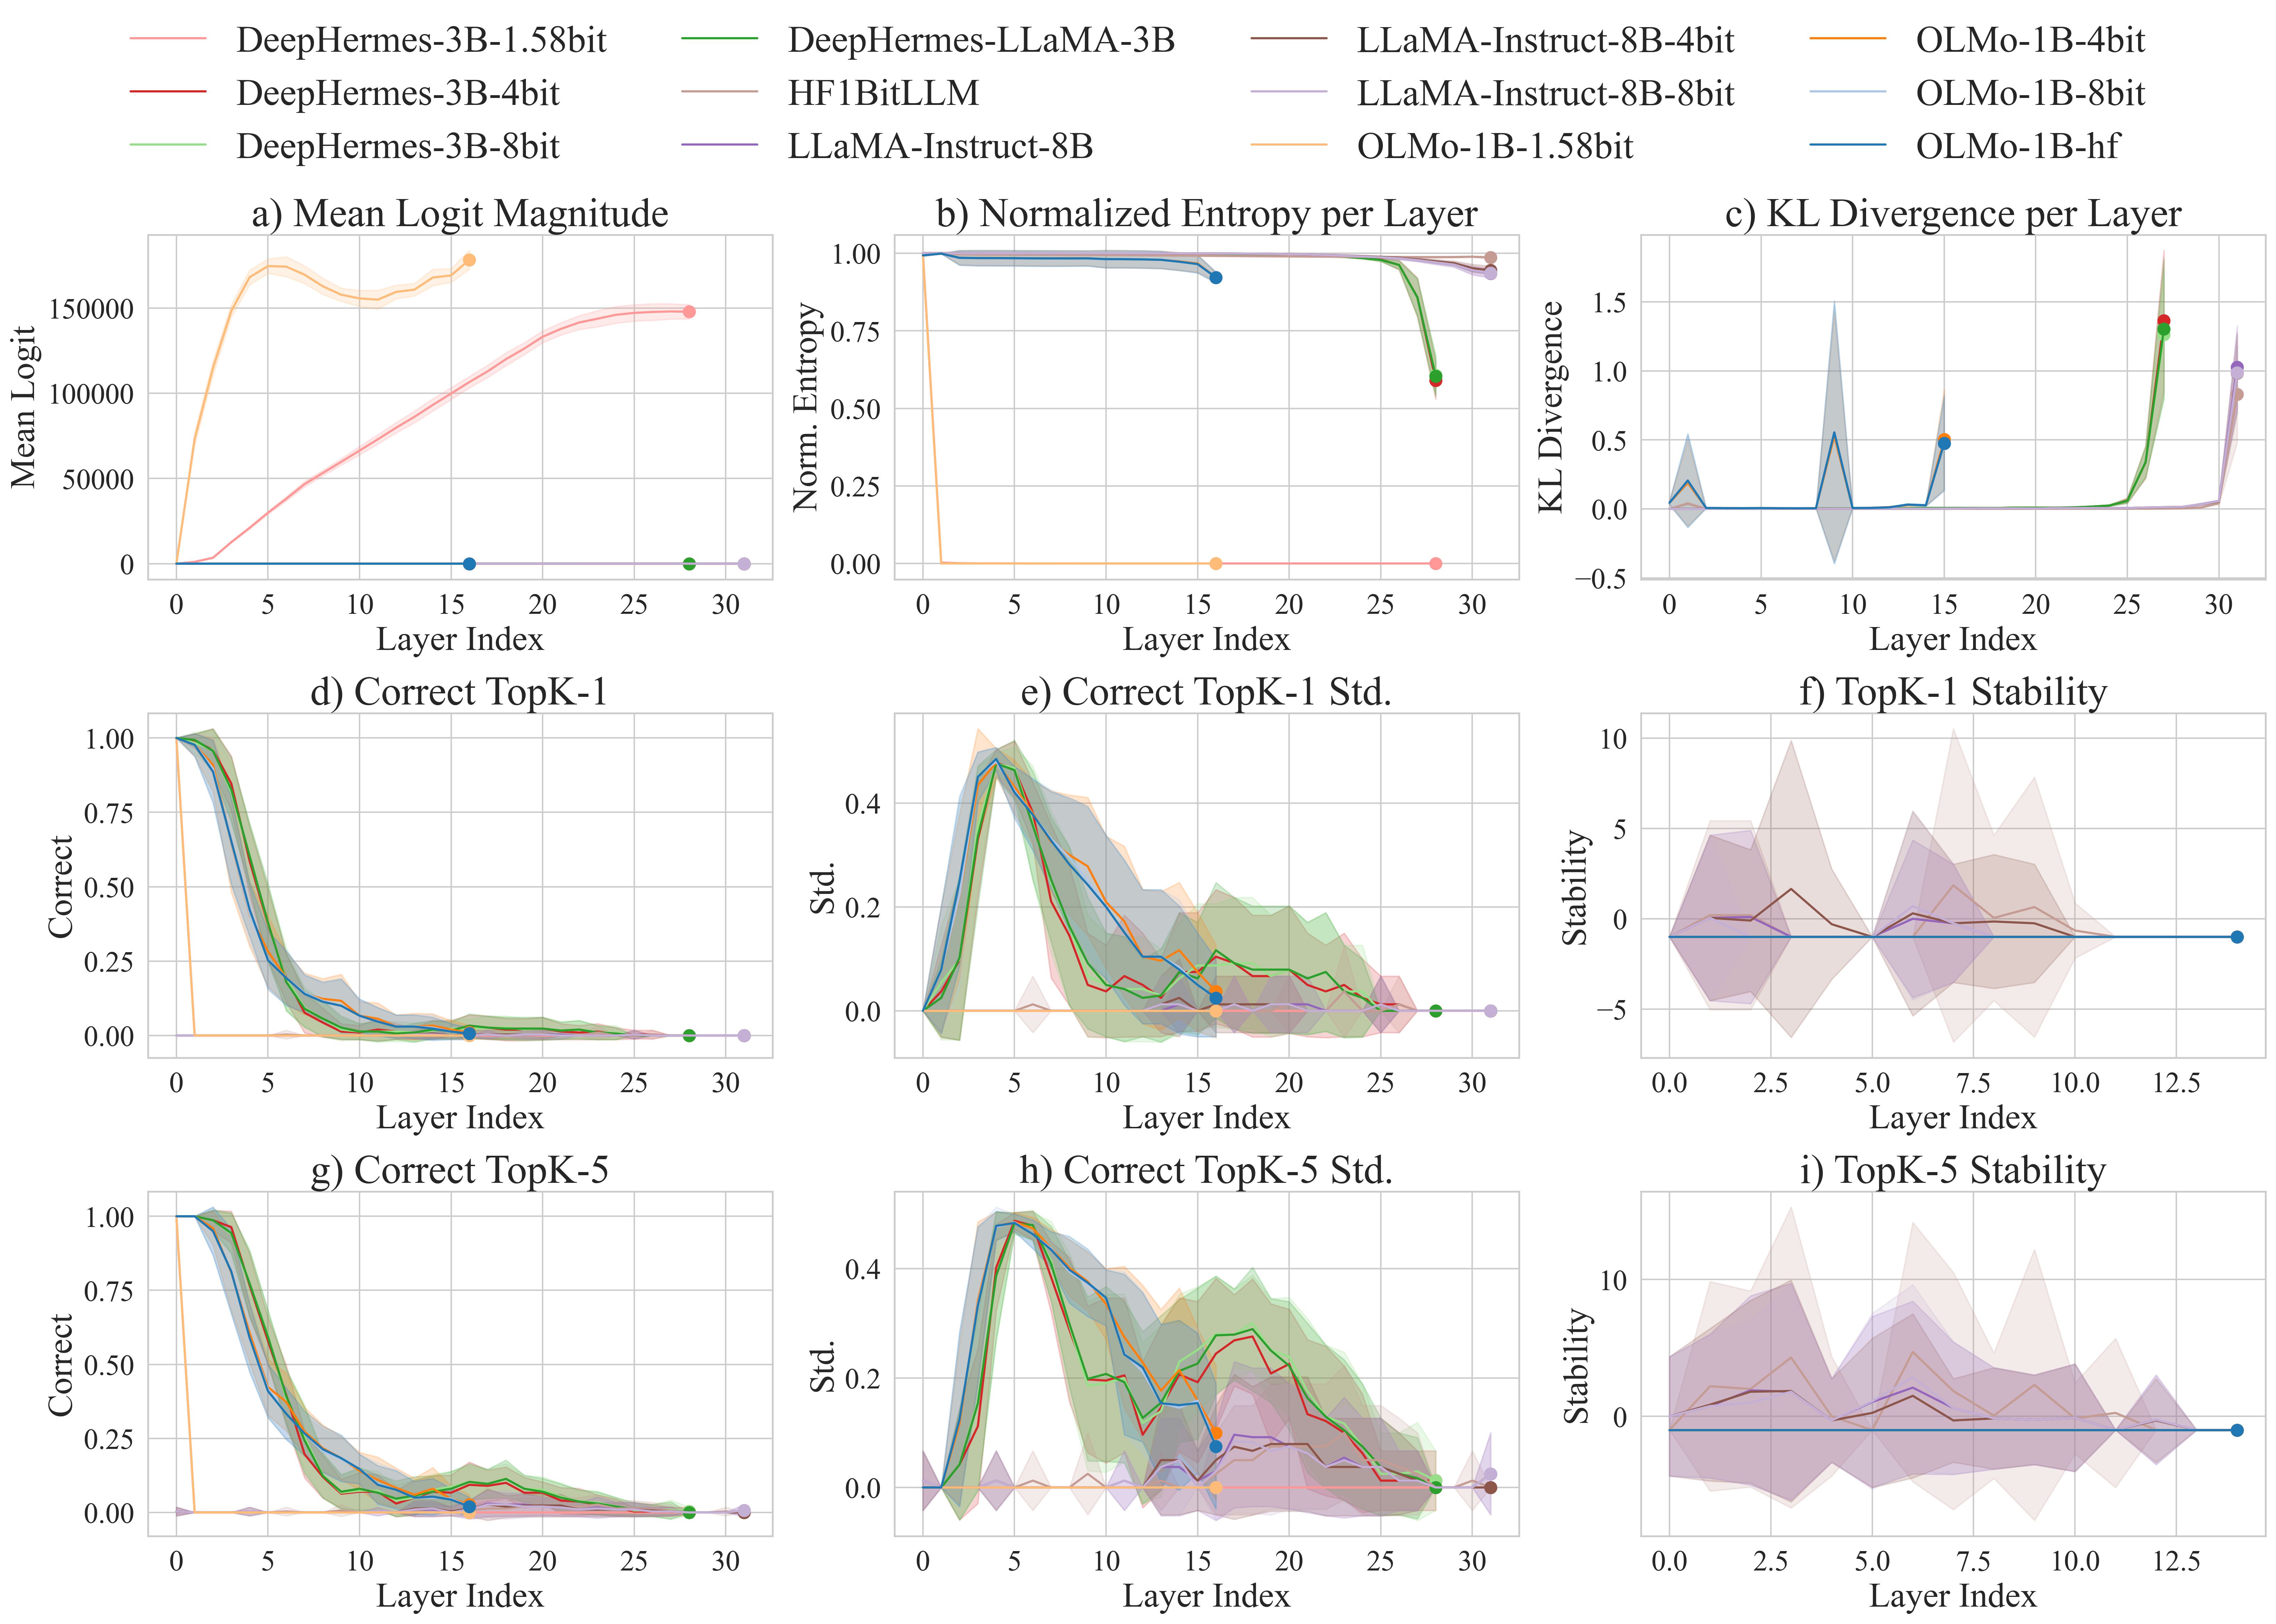 DeepHermes-3B-1.58bit DeepHermes-LLaMA-3B LLaMA-Instruct-8B-4bit OLMo-1B-4bit
DeepHermes-3B-4bit HF1BitLLM LLaMA-Instruct-8B-8bit OLMo-1B-8bit
DeepHermes-3B-8bit LLaMA-Instruct-8B OLMo-1B-1.58bit OLMo-1B-hf
a) Mean Logit Magnitude
Mean Logit
150000
100000
50000
0
0 5 10 15 20 25 30
Layer Index
b) Normalized Entropy per Layer
Norm. Entropy
1.00
0.75
0.50
0.25
0.00
0 5 10 15 20 25 30
Layer Index
c) KL Divergence per Layer
KL Divergence
1.5
1.0
0.5
0.0
−0.5
0 5 10 15 20 25 30
Layer Index
d) Correct TopK-1
Correct
1.00
0.75
0.50
0.25
0.00
0 5 10 15 20 25 30
Layer Index
e) Correct TopK-1 Std.
Std.
0.4
0.2
0.0
0 5 10 15 20 25 30
Layer Index
f) TopK-1 Stability
Stability
10
5
0
−5
0.0 2.5 5.0 7.5 10.0 12.5
Layer Index
g) Correct TopK-5
Correct
1.00
0.75
0.50
0.25
0.00
0 5 10 15 20 25 30
Layer Index
h) Correct TopK-5 Std.
Std.
0.4
0.2
0.0
0 5 10 15 20 25 30
Layer Index
i) TopK-5 Stability
Stability
10
0
0.0 2.5 5.0 7.5 10.0 12.5
Layer Index